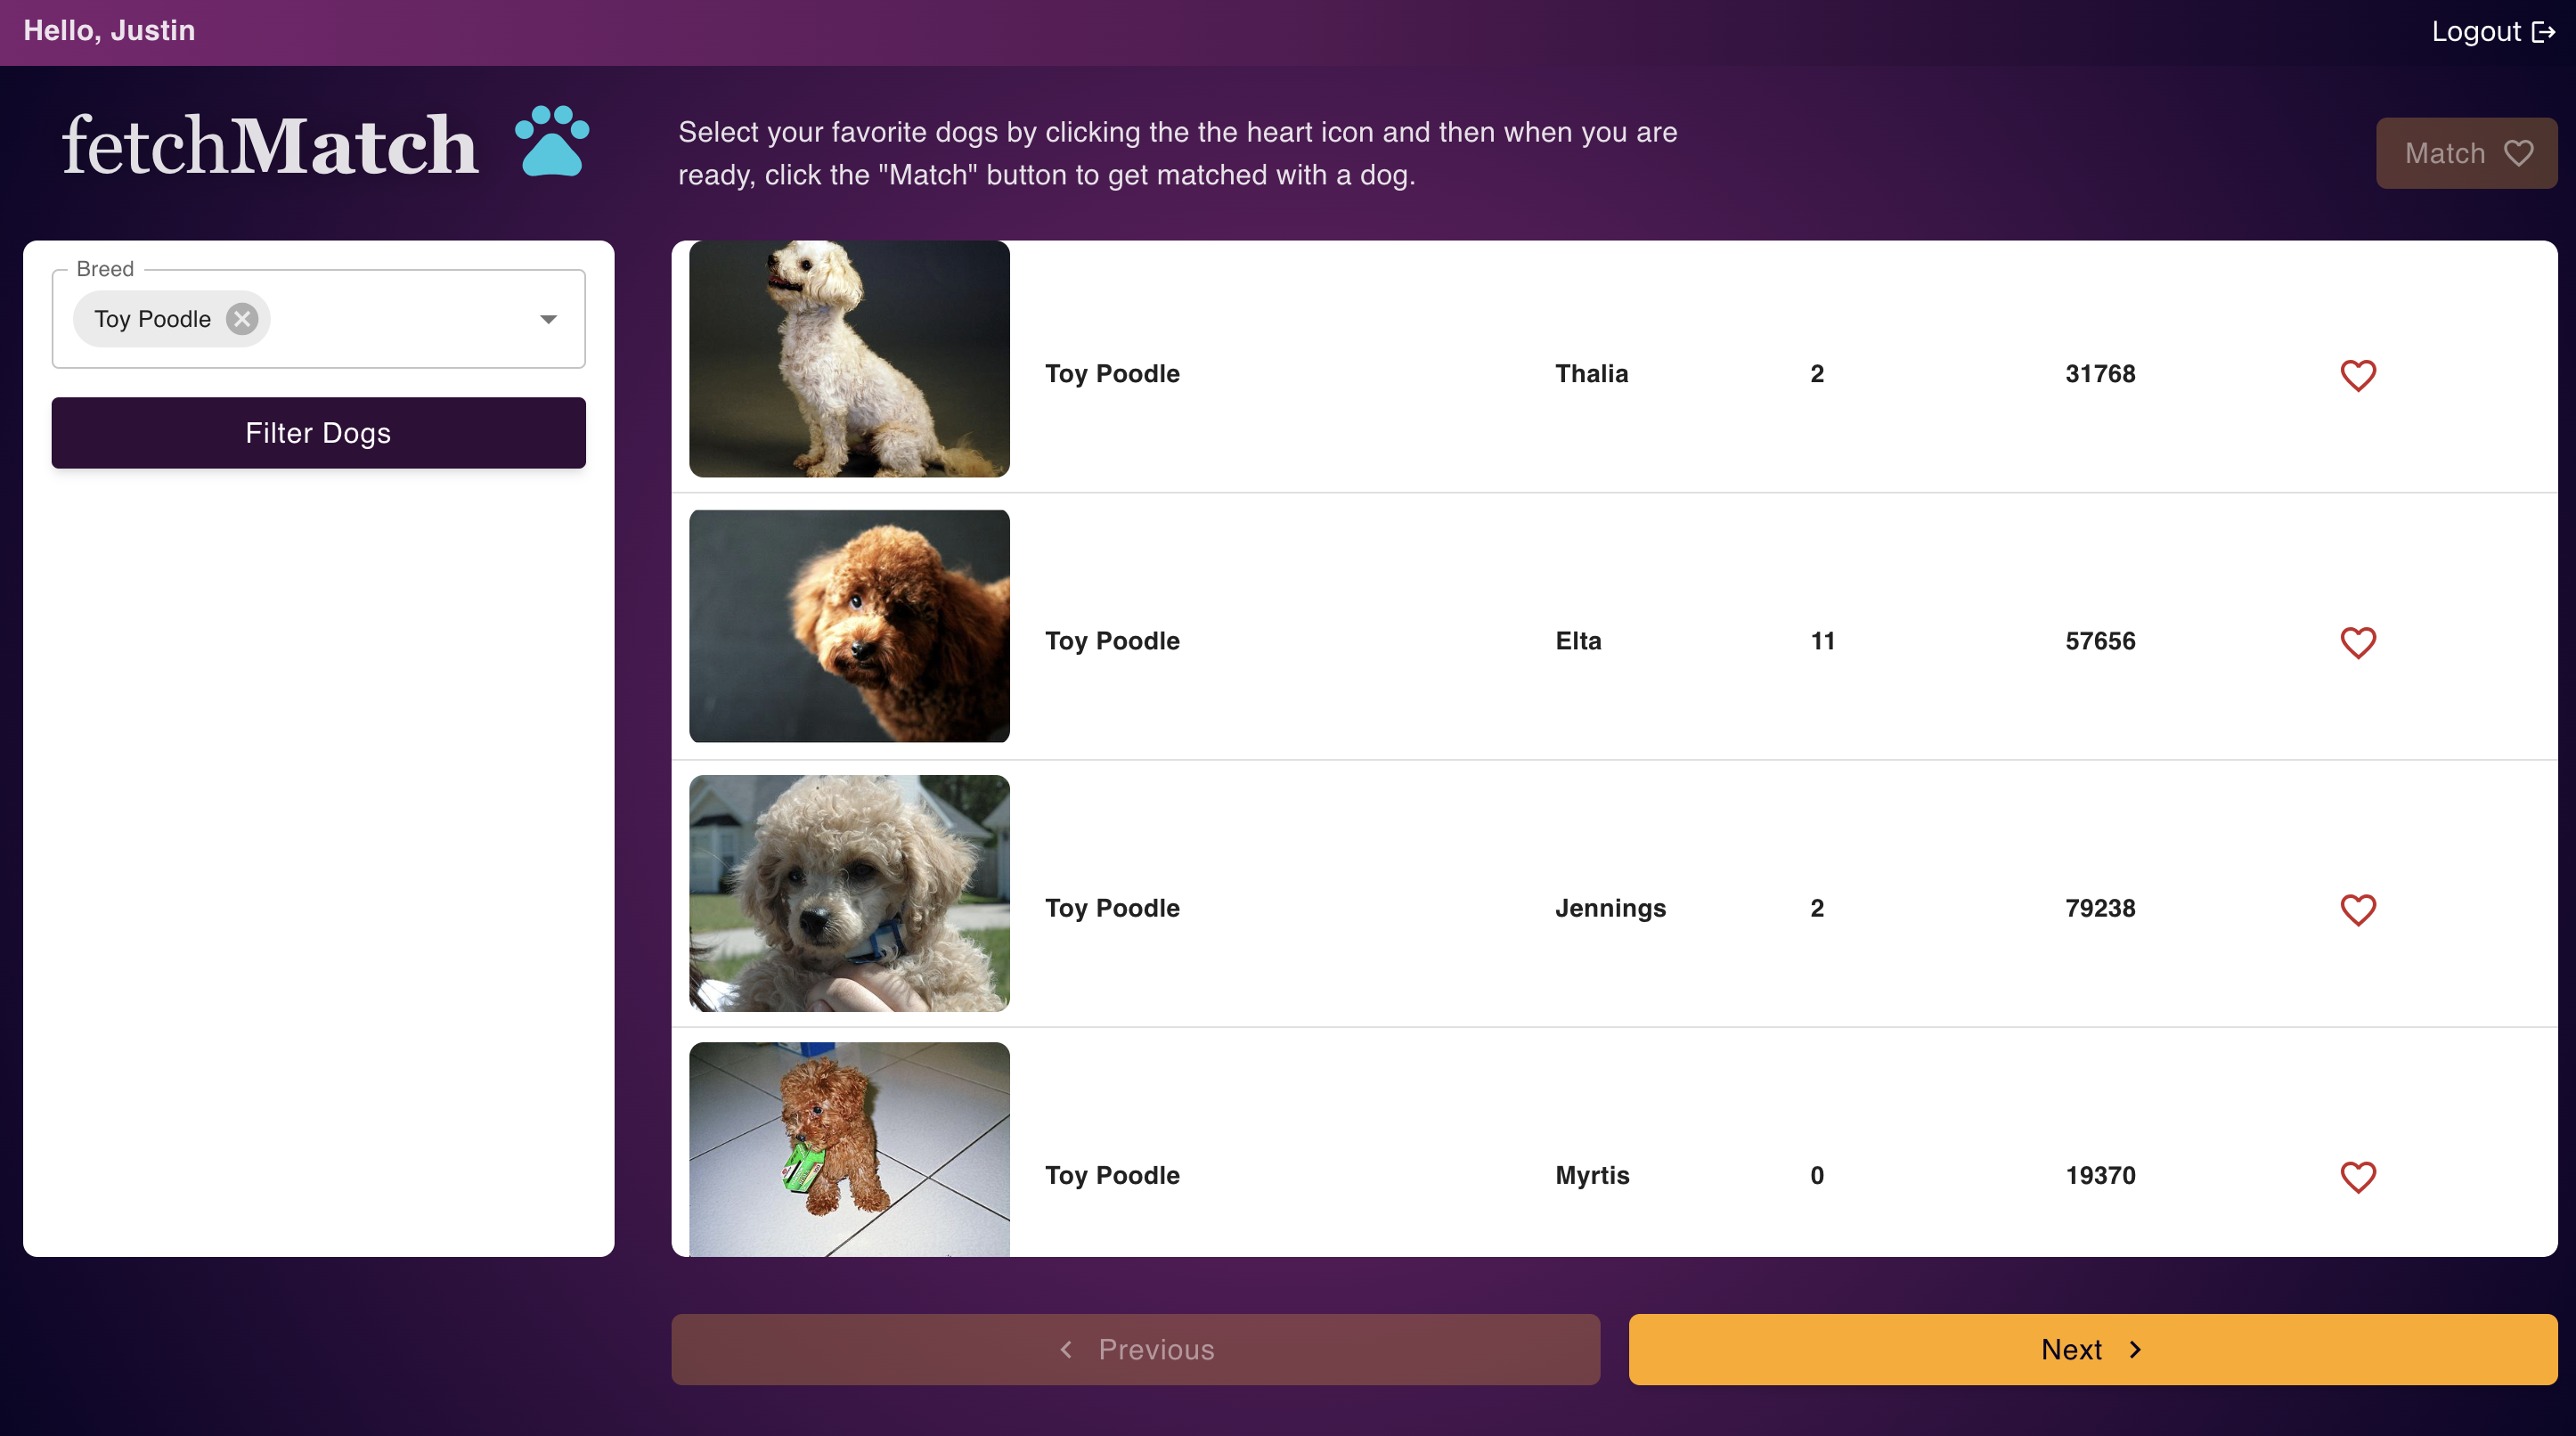 Hello, Justin
Logout
fetchMatch
Select your favorite dogs by clicking the the heart icon and then when you are
ready, click the "Match" button to get matched with a dog.
Match
Breed
Toy Poodle
Filter Dogs
Toy Poodle Thalia 2 31768
Toy Poodle Elta 11 57656
Toy Poodle Jennings 2 79238
Toy Poodle Myrtis 0 19370
Previous
Next